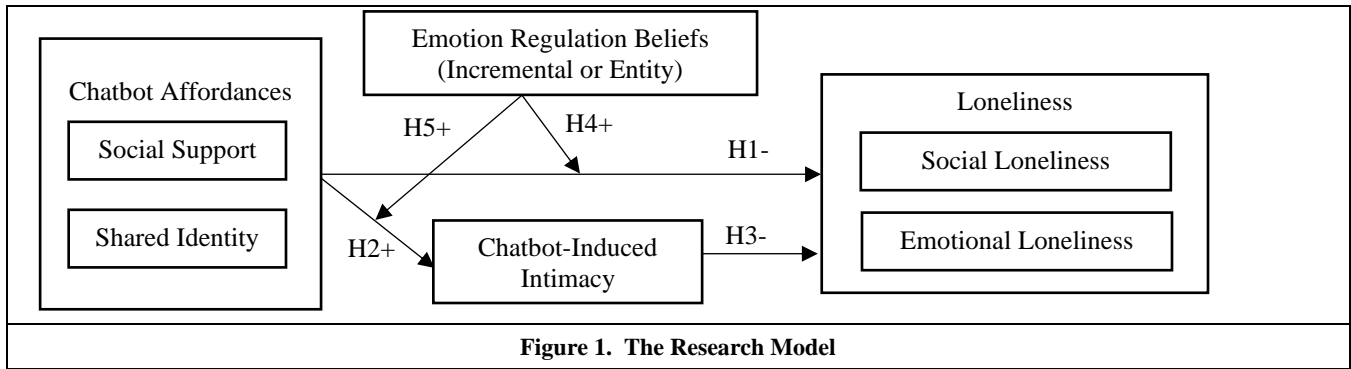 Emotion Regulation Beliefs
(Incremental or Entity)
Chatbot Affordances
Social Support
Shared Identity
H5+
H4+
H1-
H2+
Chatbot-Induced
Intimacy
H3-
Loneliness
Social Loneliness
Emotional Loneliness
Figure 1. The Research Model